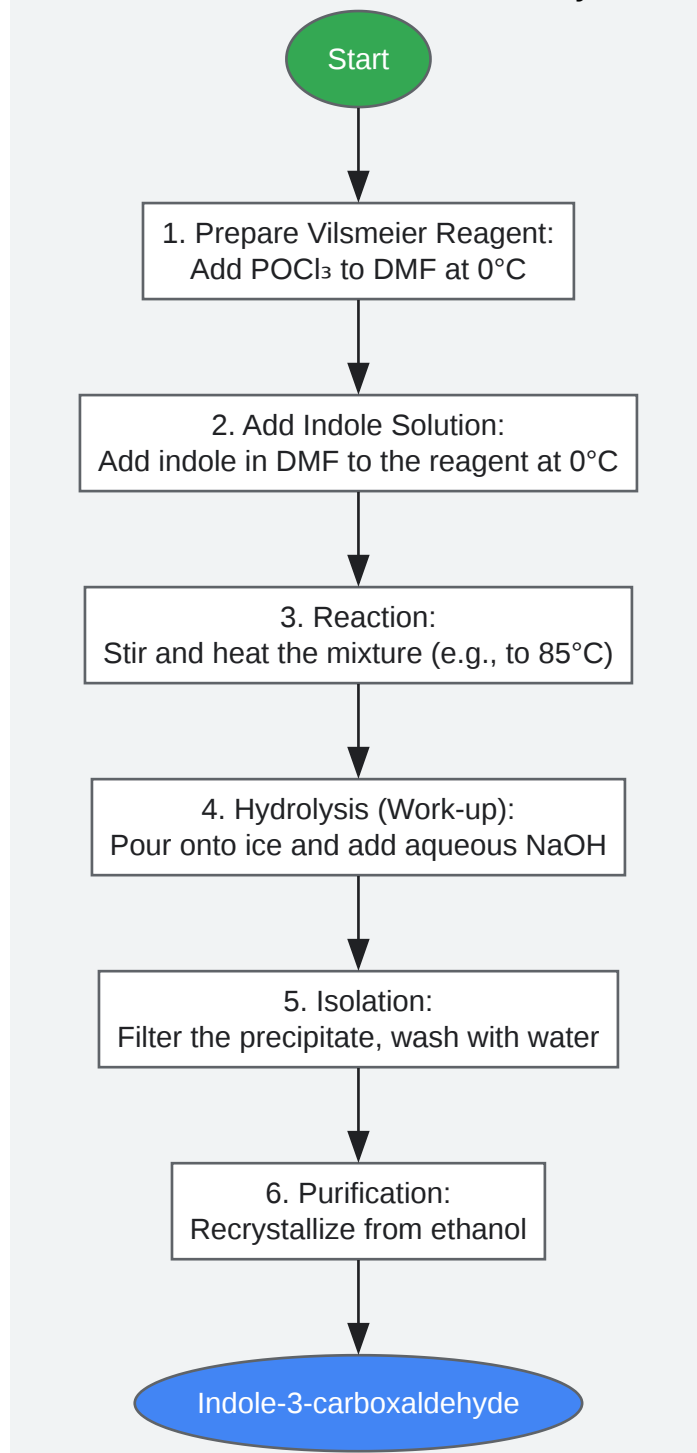 Start
1. Prepare Vilsmeier Reagent:
Add POCl₃ to DMF at 0°C
2. Add Indole Solution:
Add indole in DMF to the reagent at 0°C
3. Reaction:
Stir and heat the mixture (e.g., to 85°C)
4. Hydrolysis (Work-up):
Pour onto ice and add aqueous NaOH
5. Isolation:
Filter the precipitate, wash with water
6. Purification:
Recrystallize from ethanol
Indole-3-carboxaldehyde